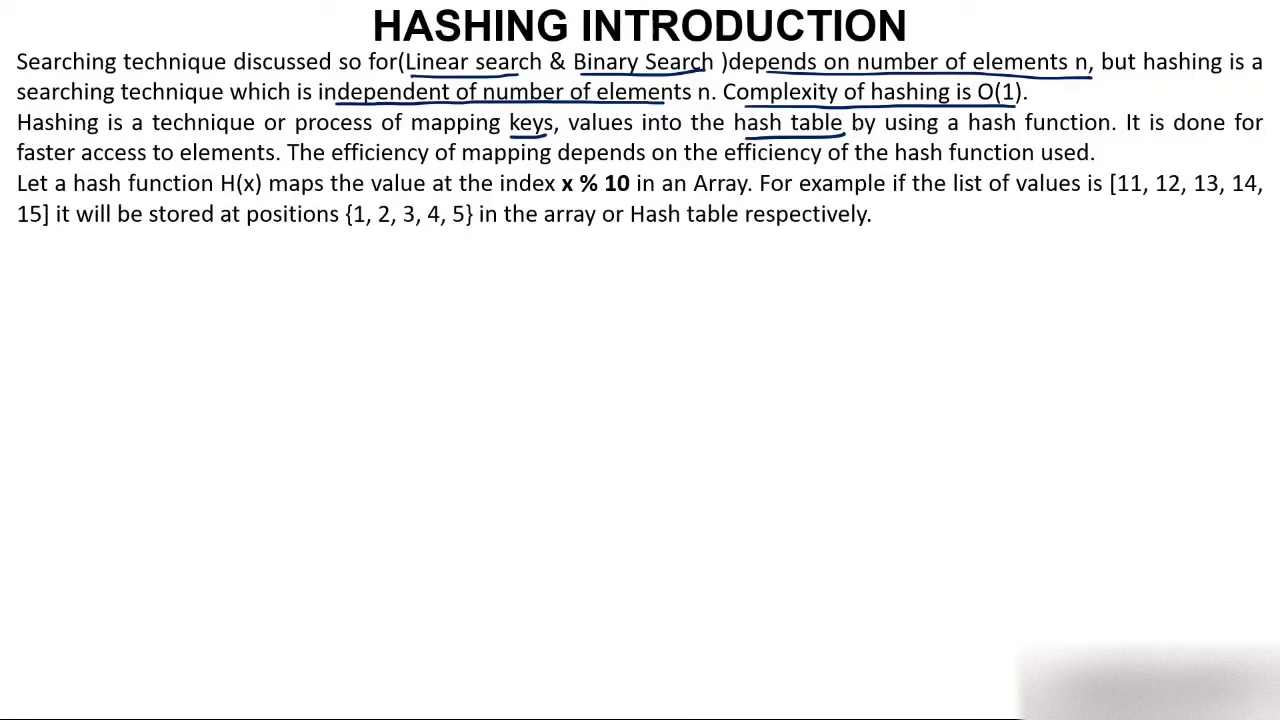 HASHING INTRODUCTION
Searching technique discussed so for(Linear search & Binary Search )depends on number of elements n, but hashing is a
searching technique which is independent of number of elements n. Complexity of hashing is O(1).
Hashing is a technique or process of mapping keys, values into the hash table by using a hash function. It is done for
faster access to elements. The efficiency of mapping depends on the efficiency of the hash function used.
Let a hash function H(x) maps the value at the index x % 10 in an Array. For example if the list of values is [11, 12, 13, 14,
15] it will be stored at positions {1, 2, 3, 4, 5} in the array or Hash table respectively.